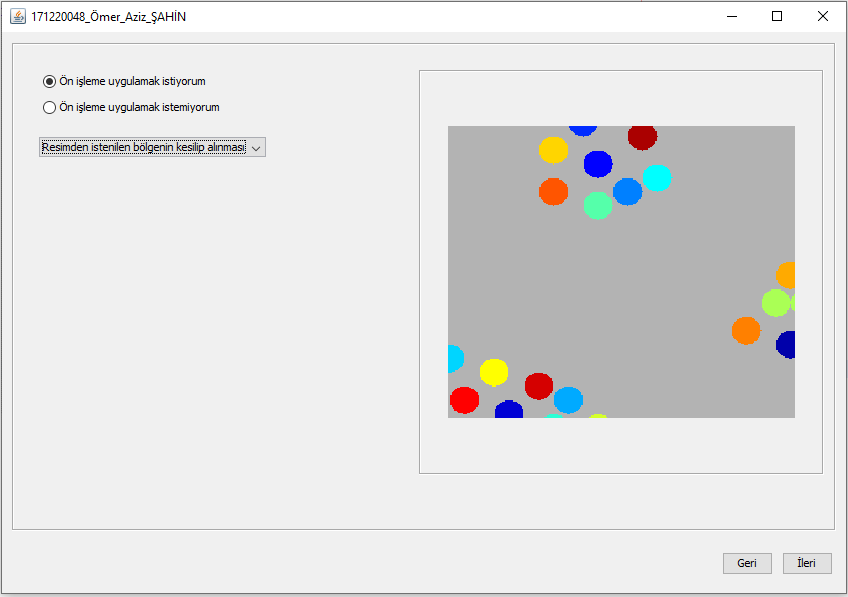 171220048_Ömer_Aziz_ŞAHİN
Ön işleme uygulamak istiyorum
Ön işleme uygulamak istemiyorum
Resimden istenilen bölgenin kesilip alınması
Geri
İleri